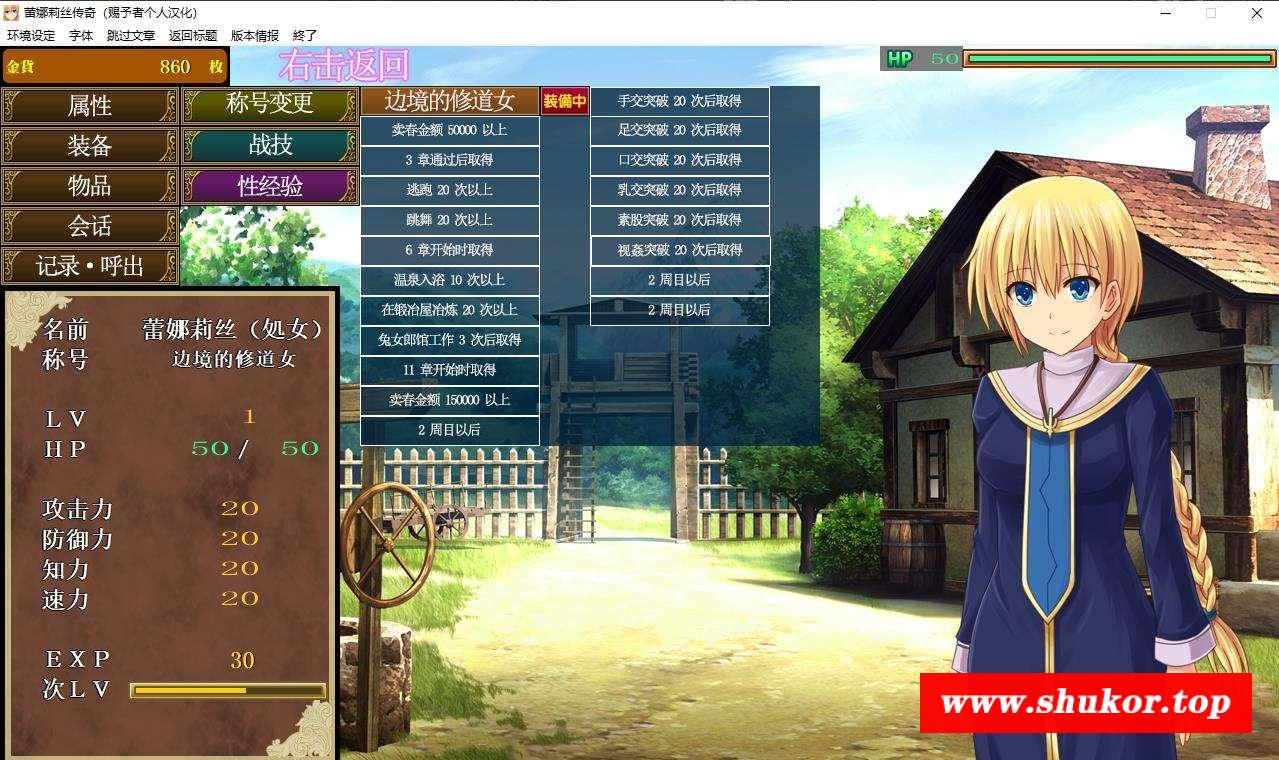 蕾娜莉丝传奇（赐予者个人汉化）
环境设定 字体 跳过文章 返回标题 版本情报 終了
金貨 860 枚
右击返回
HP 50
属性
装备
物品
会话
记录・呼出
称号变更
战技
性经验
边境的修道女 装備中
卖春金额 50000 以上
3 章通过后取得
逃跑 20 次以上
跳舞 20 次以上
6 章开始时取得
温泉入浴 10 次以上
在锻冶屋冶炼 20 次以上
兔女郎馆工作 3 次后取得
11 章开始时取得
卖春金额 150000 以上
2 周目以后
手交突破 20 次后取得
足交突破 20 次后取得
口交突破 20 次后取得
乳交突破 20 次后取得
素股突破 20 次后取得
视姦突破 20 次后取得
2 周目以后
2 周目以后
名前 蕾娜莉丝（処女）
称号 边境的修道女
LV 1
HP 50 / 50
攻击力 20
防御力 20
知力 20
速力 20
EXP 30
次LV
www.shukor.top